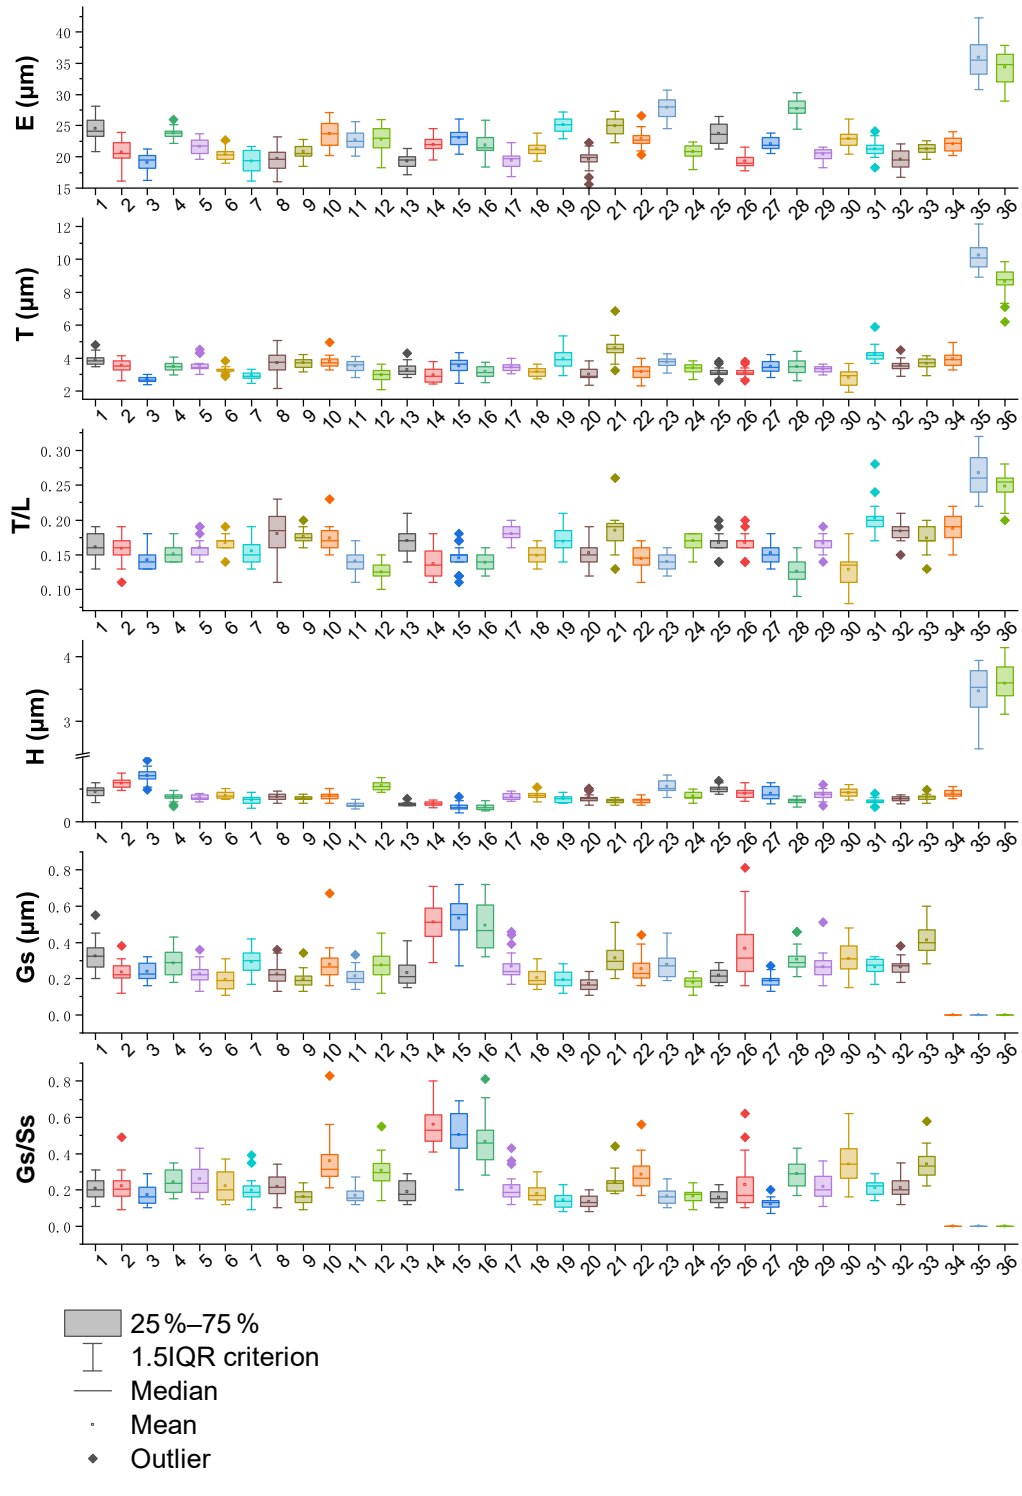 E (μm)
40
35
30
25
20
15
1 2 3 4 5 6 7 8 9 10 11 12 13 14 15 16 17 18 19 20 21 22 23 24 25 26 27 28 29 30 31 32 33 34 35 36
T (μm)
12
10
8
6
4
2
1 2 3 4 5 6 7 8 9 10 11 12 13 14 15 16 17 18 19 20 21 22 23 24 25 26 27 28 29 30 31 32 33 34 35 36
T/L
0.30
0.25
0.20
0.15
0.10
1 2 3 4 5 6 7 8 9 10 11 12 13 14 15 16 17 18 19 20 21 22 23 24 25 26 27 28 29 30 31 32 33 34 35 36
H (μm)
4
3
0
1 2 3 4 5 6 7 8 9 10 11 12 13 14 15 16 17 18 19 20 21 22 23 24 25 26 27 28 29 30 31 32 33 34 35 36
Gs (μm)
0.8
0.6
0.4
0.2
0.0
1 2 3 4 5 6 7 8 9 10 11 12 13 14 15 16 17 18 19 20 21 22 23 24 25 26 27 28 29 30 31 32 33 34 35 36
Gs/Ss
0.8
0.6
0.4
0.2
0.0
1 2 3 4 5 6 7 8 9 10 11 12 13 14 15 16 17 18 19 20 21 22 23 24 25 26 27 28 29 30 31 32 33 34 35 36
25 %–75 %
1.5IQR criterion
Median
Mean
Outlier